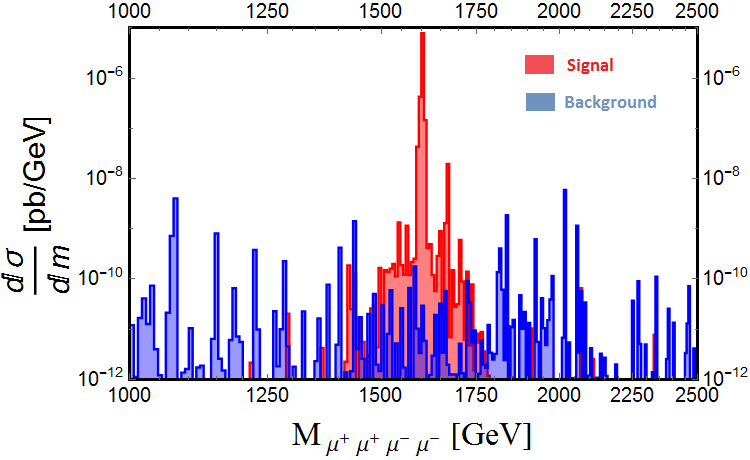 1000 1250 1500 1750 2000 2250 2500
10⁻⁶ 10⁻⁶
Signal
Background
10⁻⁸ 10⁻⁸
dσ/dm [pb/GeV]
10⁻¹⁰ 10⁻¹⁰
10⁻¹² 10⁻¹²
1000 1250 1500 1750 2000 2250 2500
M μ⁺ μ⁺ μ⁻ μ⁻ [GeV]